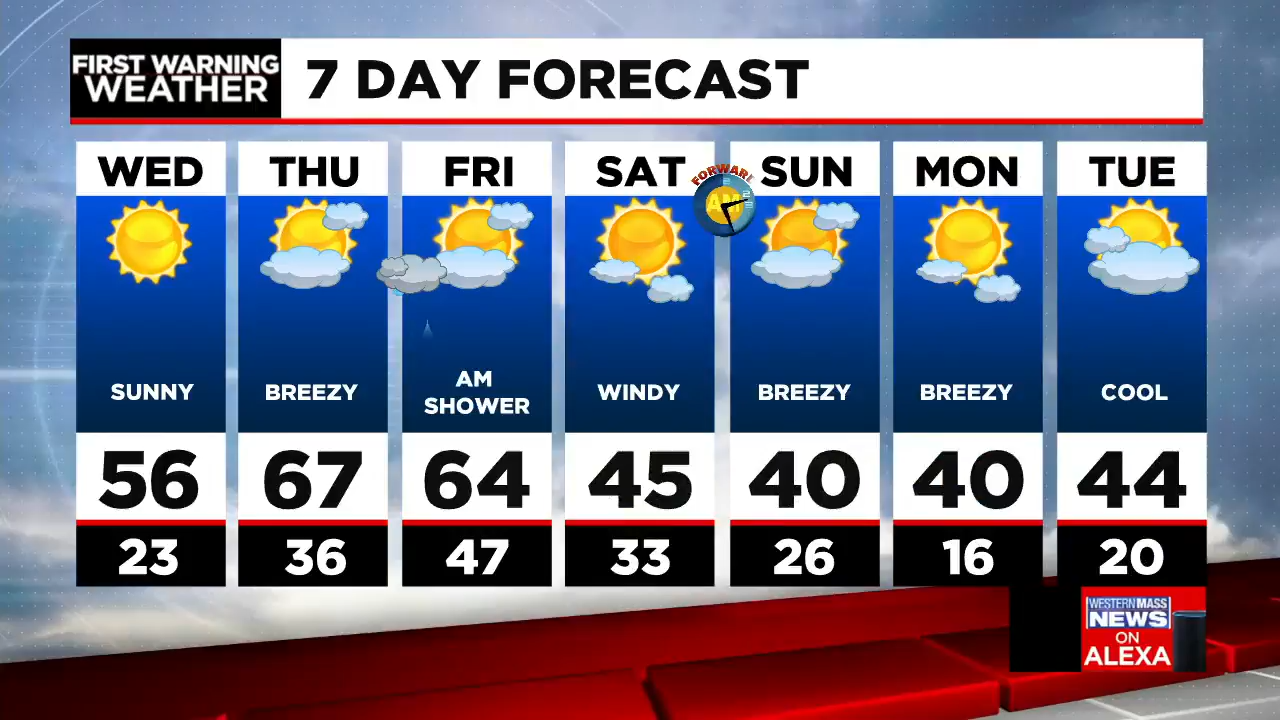 FIRST WARNING
WEATHER
7 DAY FORECAST
WED
THU
FRI
SAT
SUN
MON
TUE
AM
SUNNY
BREEZY
AM
SHOWER
WINDY
BREEZY
BREEZY
COOL
56
67
64
45
40
40
44
23
36
47
33
26
16
20
WESTERN MASS
NEWS
ON
ALEXA